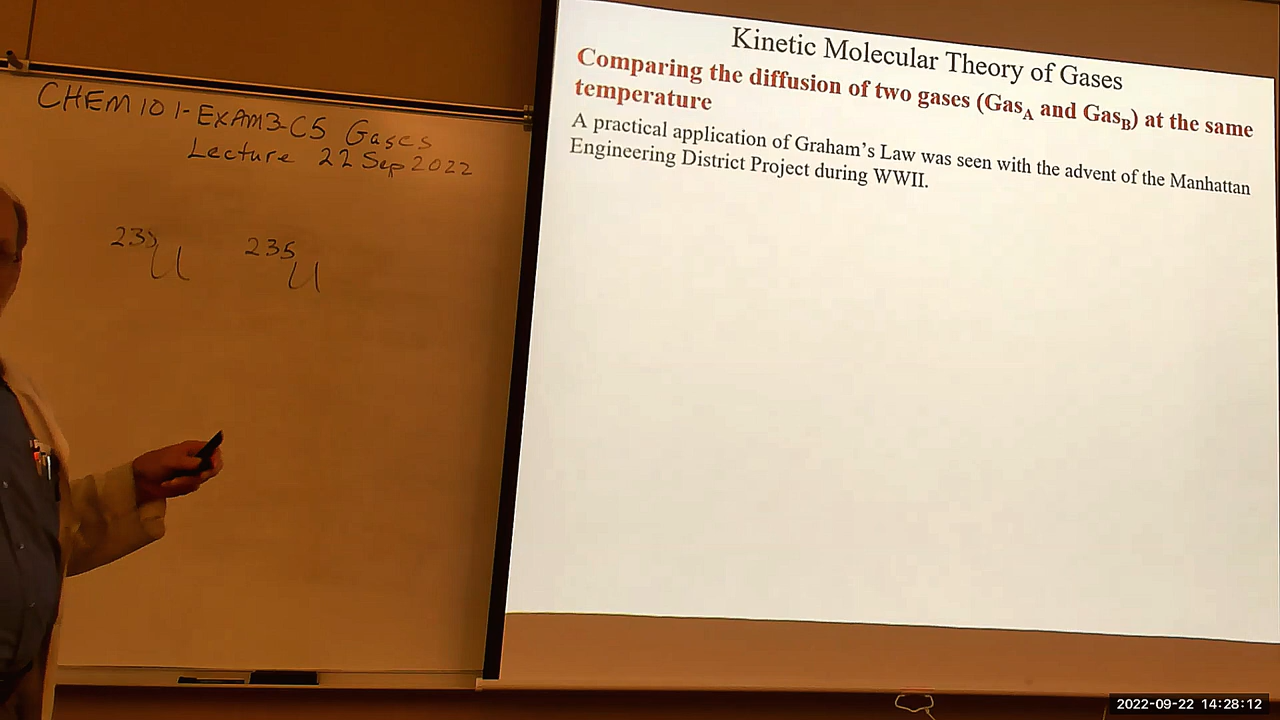 CHEM 101-EXAM3-C5 Gases
Lecture 22 Sep 2022
U 235U
Kinetic Molecular Theory of Gases
Comparing the diffusion of two gases (GasA and GasB) at the same
temperature
A practical application of Graham's Law was seen with the advent of the Manhattan
Engineering District Project during WWII.
2022-09-22 14:28:12